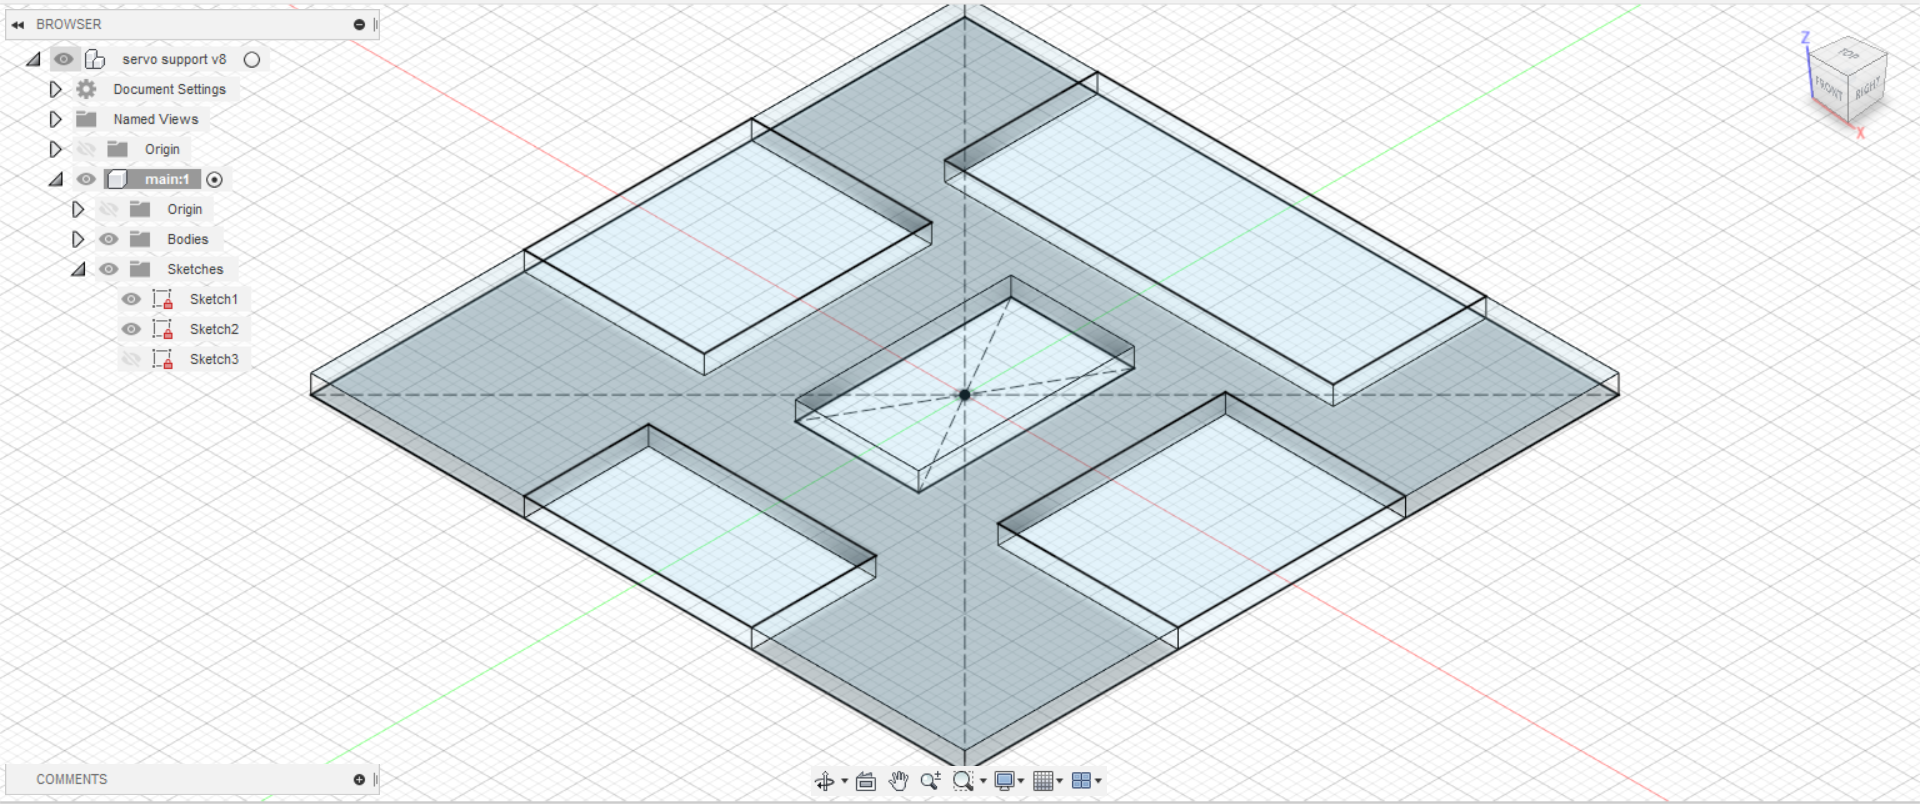 BROWSER
servo support v8
Document Settings
Named Views
Origin
main:1
Origin
Bodies
Sketches
Sketch1
Sketch2
Sketch3
COMMENTS
Z
TOP
FRONT
RIGHT
X